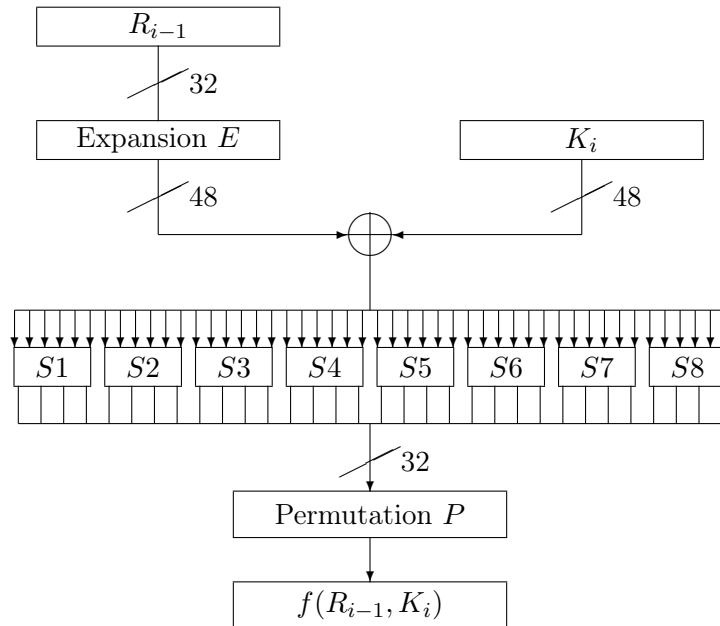 R_{i−1}
32
Expansion E
K_i
48
48
S1 S2 S3 S4 S5 S6 S7 S8
32
Permutation P
f(R_{i−1}, K_i)